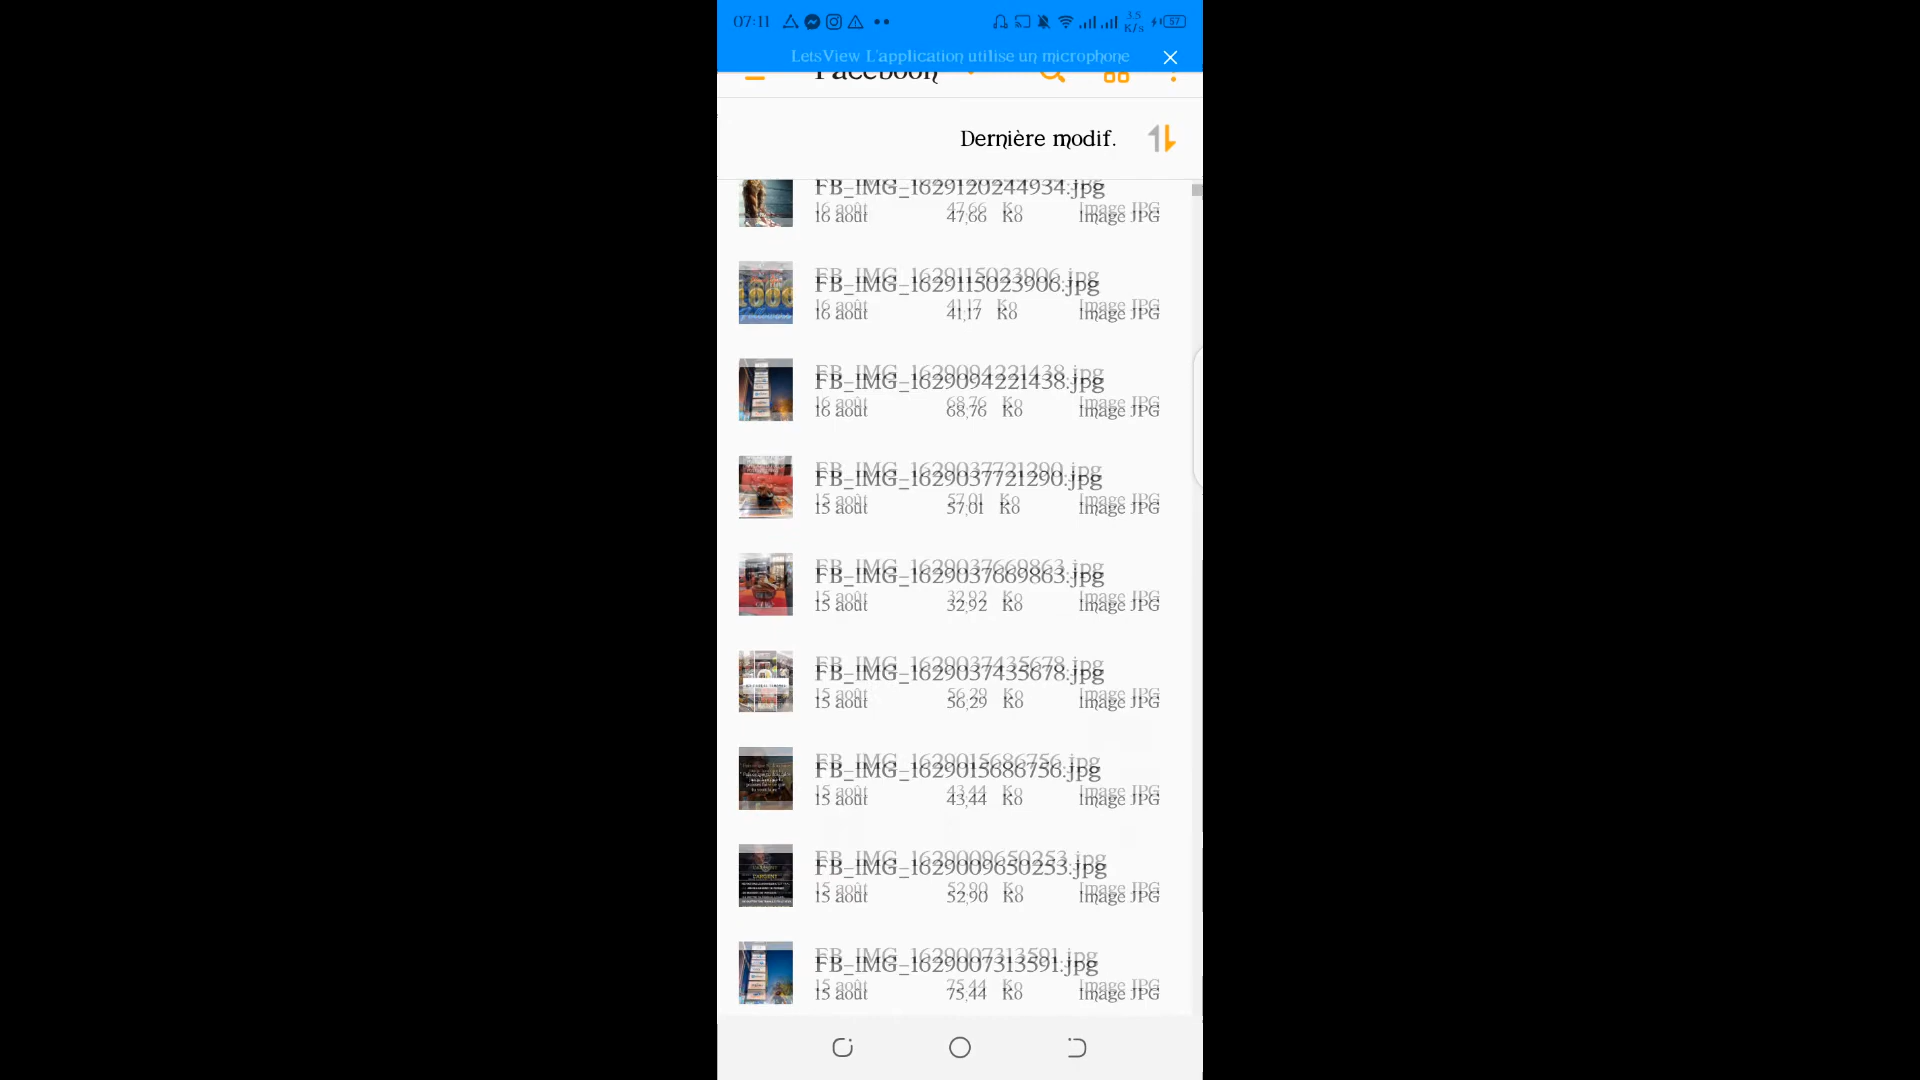 07:11
3.5 K/s
57
LetsView L'application utilise un microphone
Facebook
Dernière modif.
FB_IMG_1629120244934.jpg
16 août 47,66 Ko Image JPG
FB_IMG_1629115023906.jpg
16 août 41,17 Ko Image JPG
FB_IMG_1629094221438.jpg
16 août 68,76 Ko Image JPG
FB_IMG_1629037721290.jpg
15 août 57,01 Ko Image JPG
FB_IMG_1629037669863.jpg
15 août 32,92 Ko Image JPG
FB_IMG_1629037435678.jpg
15 août 56,29 Ko Image JPG
FB_IMG_1629015686756.jpg
15 août 43,44 Ko Image JPG
FB_IMG_1629009650253.jpg
15 août 52,90 Ko Image JPG
FB_IMG_1629007313591.jpg
15 août 75,44 Ko Image JPG